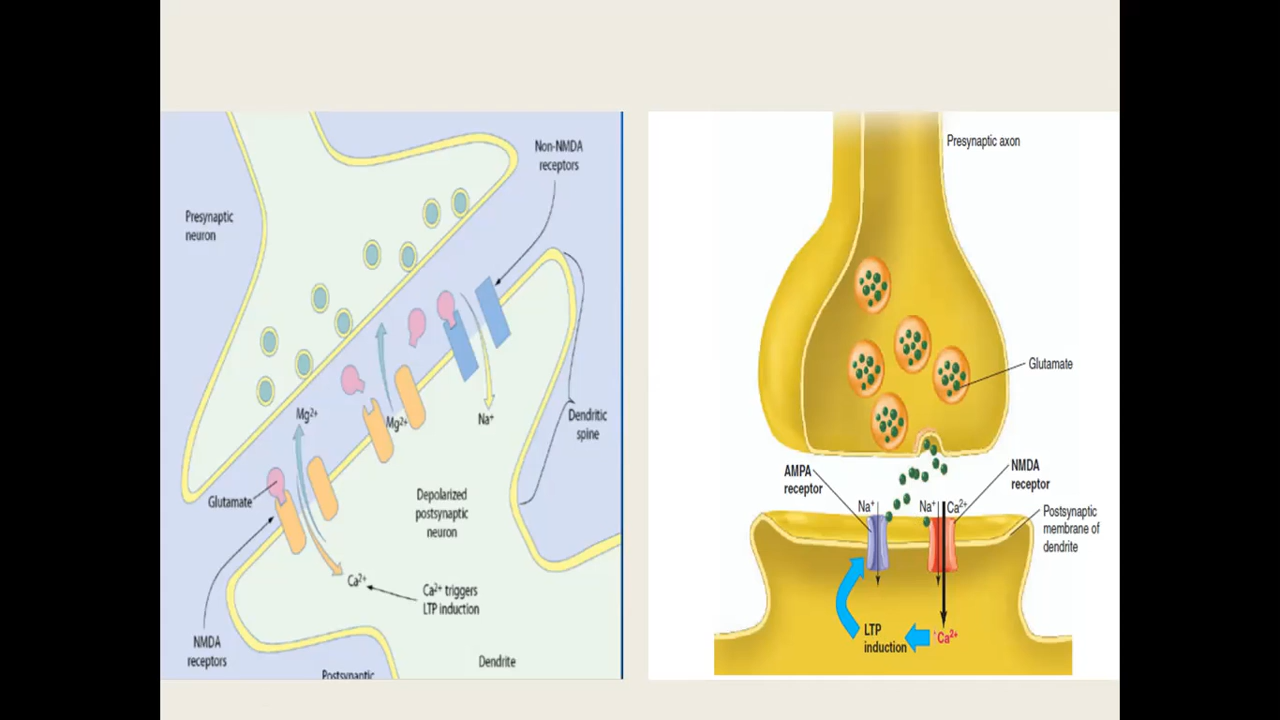 Non-NMDA
receptors
Presynaptic
neuron
Mg²⁺
Mg²⁺
Na⁺
Dendritic
spine
Glutamate
Depolarized
postsynaptic
neuron
Ca²⁺
Ca²⁺ triggers
LTP induction
NMDA
receptors
Dendrite
Postsynaptic
Presynaptic axon
Glutamate
AMPA
receptor
NMDA
receptor
Na⁺
Na⁺
Ca²⁺
Postsynaptic
membrane of
dendrite
LTP
induction
Ca²⁺